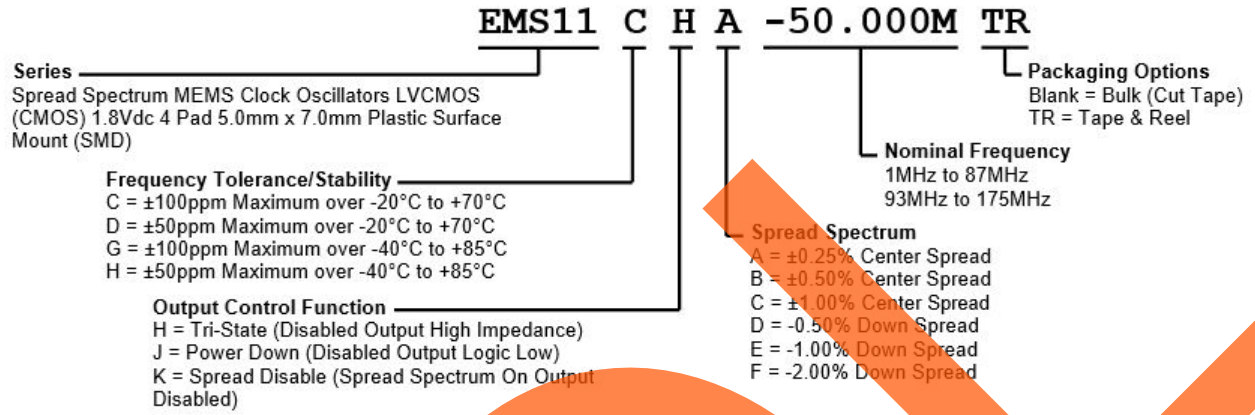 EMS11 C H A -50.000M TR
Series
Spread Spectrum MEMS Clock Oscillators LVCMOS
(CMOS) 1.8Vdc 4 Pad 5.0mm x 7.0mm Plastic Surface
Mount (SMD)
Frequency Tolerance/Stability
C = ±100ppm Maximum over -20°C to +70°C
D = ±50ppm Maximum over -20°C to +70°C
G = ±100ppm Maximum over -40°C to +85°C
H = ±50ppm Maximum over -40°C to +85°C
Output Control Function
H = Tri-State (Disabled Output High Impedance)
J = Power Down (Disabled Output Logic Low)
K = Spread Disable (Spread Spectrum On Output
Disabled)
Packaging Options
Blank = Bulk (Cut Tape)
TR = Tape & Reel
Nominal Frequency
1MHz to 87MHz
93MHz to 175MHz
Spread Spectrum
A = ±0.25% Center Spread
B = ±0.50% Center Spread
C = ±1.00% Center Spread
D = -0.50% Down Spread
E = -1.00% Down Spread
F = -2.00% Down Spread